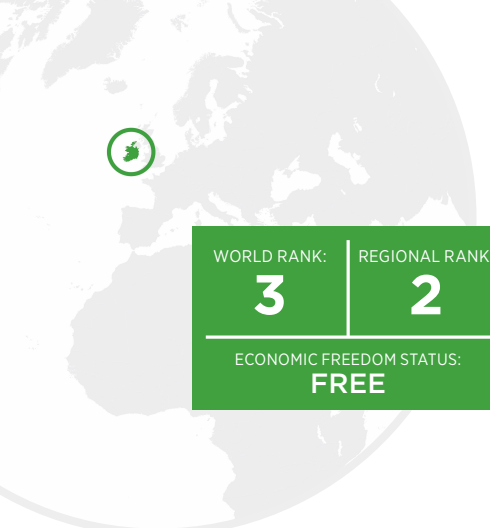 WORLD RANK:
3
REGIONAL RANK
2
ECONOMIC FREEDOM STATUS:
FREE